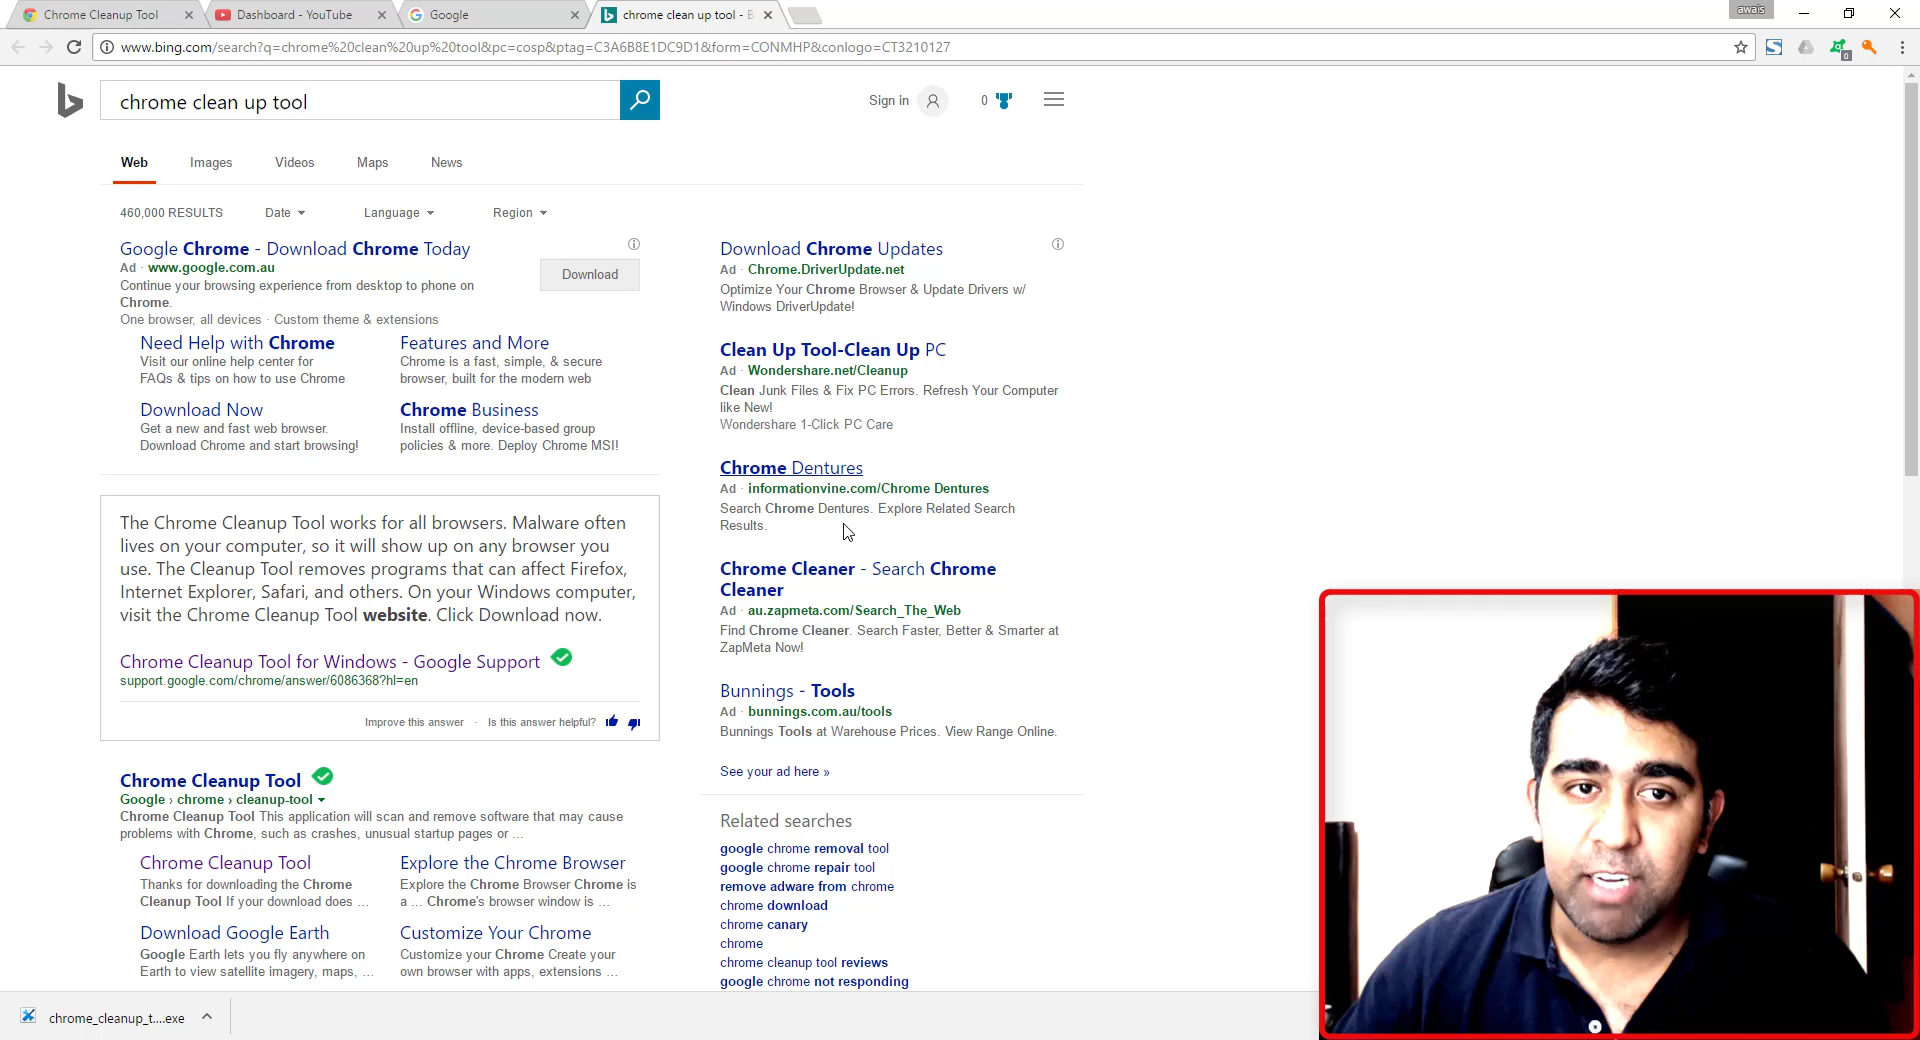 Chrome Cleanup Tool
Dashboard - YouTube
Google
chrome clean up tool - B
awais
www.bing.com/search?q=chrome%20clean%20up%20tool&pc=cosp&ptag=C3A6B8E1DC9D1&form=CONMHP&conlogo=CT3210127
0
chrome clean up tool
Sign in
0
Web
Images
Videos
Maps
News
460,000 RESULTS
Date
Language
Region
Google Chrome - Download Chrome Today
Ad · www.google.com.au
Continue your browsing experience from desktop to phone on
Chrome.
One browser, all devices · Custom theme & extensions
Download
Need Help with Chrome
Visit our online help center for
FAQs & tips on how to use Chrome
Features and More
Chrome is a fast, simple, & secure
browser, built for the modern web
Download Now
Get a new and fast web browser.
Download Chrome and start browsing!
Chrome Business
Install offline, device-based group
policies & more. Deploy Chrome MSI!
The Chrome Cleanup Tool works for all browsers. Malware often
lives on your computer, so it will show up on any browser you
use. The Cleanup Tool removes programs that can affect Firefox,
Internet Explorer, Safari, and others. On your Windows computer,
visit the Chrome Cleanup Tool website. Click Download now.
Chrome Cleanup Tool for Windows - Google Support
support.google.com/chrome/answer/6086368?hl=en
Improve this answer · Is this answer helpful?
Chrome Cleanup Tool
Google › chrome › cleanup-tool
Chrome Cleanup Tool This application will scan and remove software that may cause
problems with Chrome, such as crashes, unusual startup pages or ...
Chrome Cleanup Tool
Thanks for downloading the Chrome
Cleanup Tool If your download does ...
Explore the Chrome Browser
Explore the Chrome Browser Chrome is
a ... Chrome's browser window is ...
Download Google Earth
Google Earth lets you fly anywhere on
Earth to view satellite imagery, maps, ...
Customize Your Chrome
Customize your Chrome Create your
own browser with apps, extensions ...
Download Chrome Updates
Ad · Chrome.DriverUpdate.net
Optimize Your Chrome Browser & Update Drivers w/
Windows DriverUpdate!
Clean Up Tool-Clean Up PC
Ad · Wondershare.net/Cleanup
Clean Junk Files & Fix PC Errors. Refresh Your Computer
like New!
Wondershare 1-Click PC Care
Chrome Dentures
Ad · informationvine.com/Chrome Dentures
Search Chrome Dentures. Explore Related Search
Results.
Chrome Cleaner - Search Chrome
Cleaner
Ad · au.zapmeta.com/Search_The_Web
Find Chrome Cleaner. Search Faster, Better & Smarter at
ZapMeta Now!
Bunnings - Tools
Ad · bunnings.com.au/tools
Bunnings Tools at Warehouse Prices. View Range Online.
See your ad here »
Related searches
google chrome removal tool
google chrome repair tool
remove adware from chrome
chrome download
chrome canary
chrome
chrome cleanup tool reviews
google chrome not responding
chrome_cleanup_t....exe